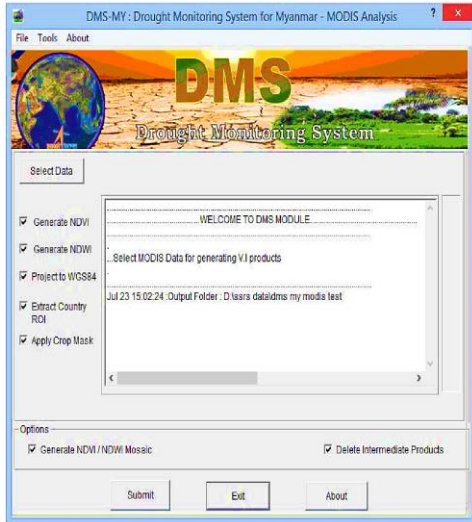 DMS-MY : Drought Monitoring System for Myanmar - MODIS Analysis ? x
File Tools About
DMS
Drought Monitoring System
Select Data
Generate NDVI
Generate NDWI
Project to WGS84
Extract Country
ROI
Apply Crop Mask
WELCOME TO DMS MODULE
Select MODIS Data for generating V.I products
Jul 23 15:02:24 :Output Folder : D:\ssrs data\dms my modis test
Options
Generate NDVI / NDWI Mosaic
Delete Intermediate Products
Submit
Exit
About